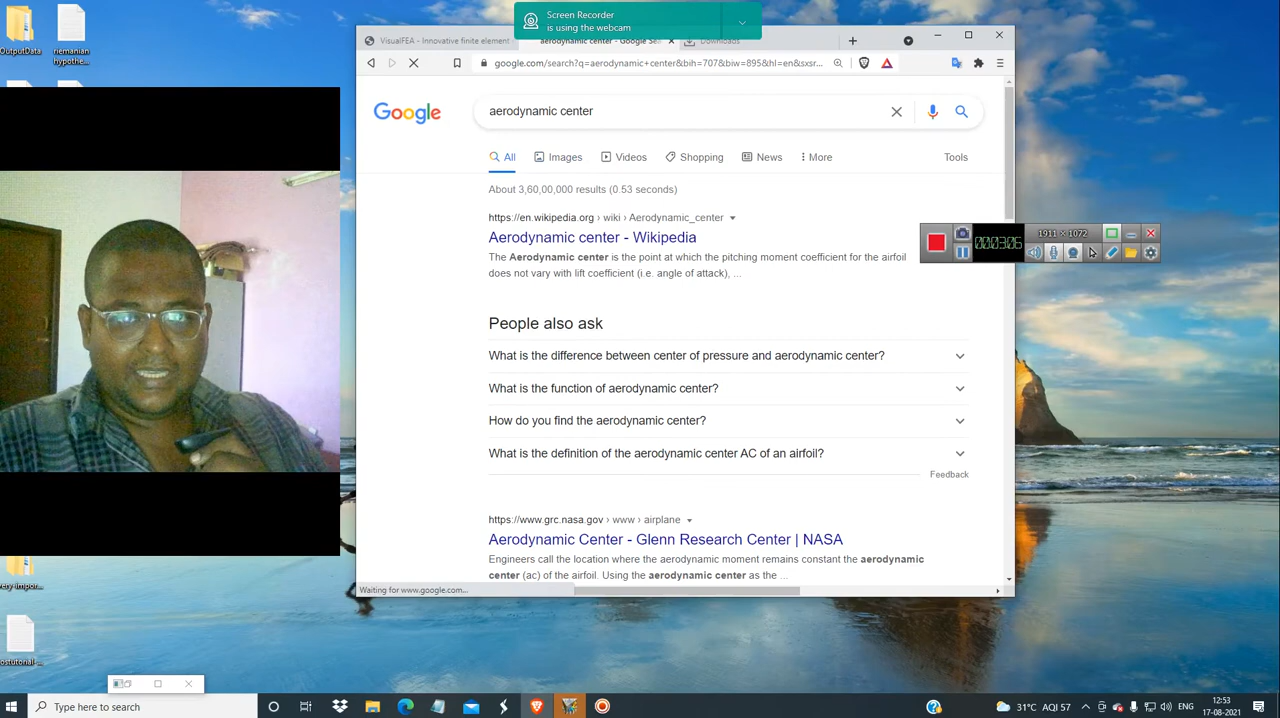 OutputData
riemanian
hypothe...
Screen Recorder
is using the webcam
VisualFEA - Innovative finite element
aerodynamic center - Google Se
Downloads
google.com/search?q=aerodynamic+center&bih=707&biw=895&hl=en&sxsr...
Google
aerodynamic center
All
Images
Videos
Shopping
News
More
Tools
About 3,60,00,000 results (0.53 seconds)
https://en.wikipedia.org › wiki › Aerodynamic_center
Aerodynamic center - Wikipedia
The Aerodynamic center is the point at which the pitching moment coefficient for the airfoil
does not vary with lift coefficient (i.e. angle of attack), ...
000306
1911 × 1072
People also ask
What is the difference between center of pressure and aerodynamic center?
What is the function of aerodynamic center?
How do you find the aerodynamic center?
What is the definition of the aerodynamic center AC of an airfoil?
Feedback
https://www.grc.nasa.gov › www › airplane
Aerodynamic Center - Glenn Research Center | NASA
Engineers call the location where the aerodynamic moment remains constant the aerodynamic
center (ac) of the airfoil. Using the aerodynamic center as the ...
Waiting for www.google.com...
very-impor...
ostutorial-...
Type here to search
31°C AQI 57
ENG
12:53
17-08-2021